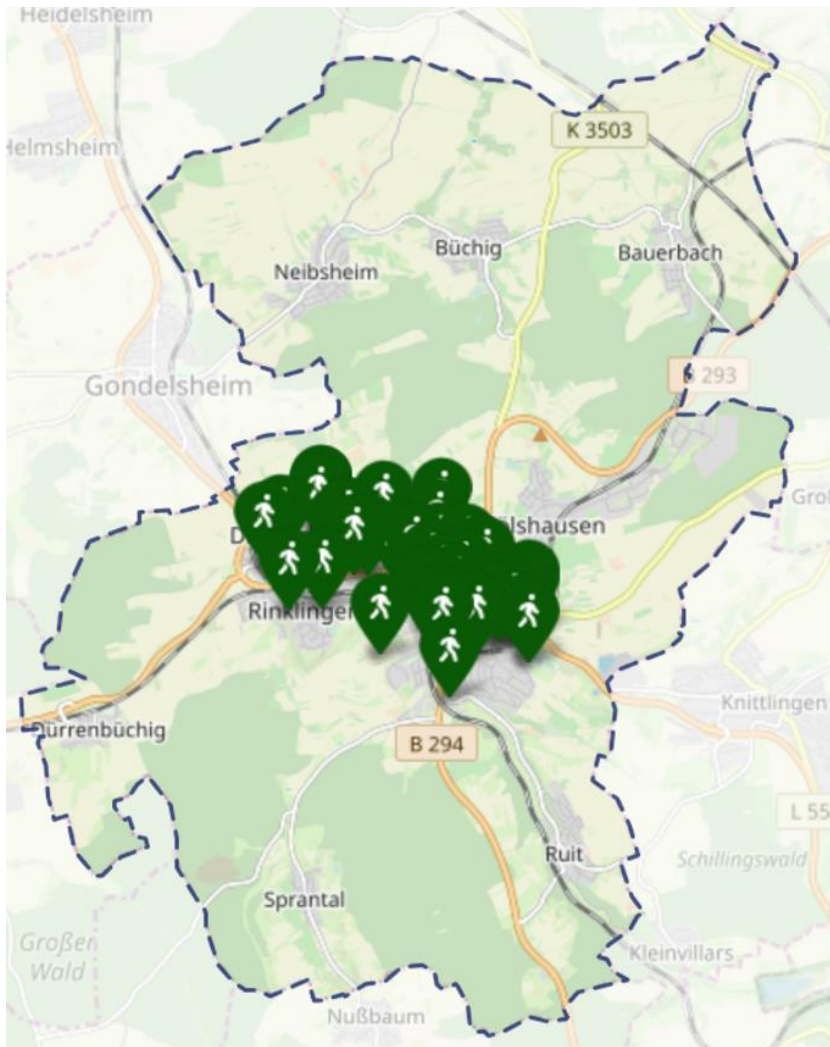 Heidelsheim
Helmsheim
K 3503
Neibsheim
Büchig
Bauerbach
Gondelsheim
B 293
Rinklingen
Dürrenbüchig
Knittlingen
B 294
L 55
Ruit
Schillingswald
Sprantal
Großer
Wald
Kleinvillars
Nußbaum